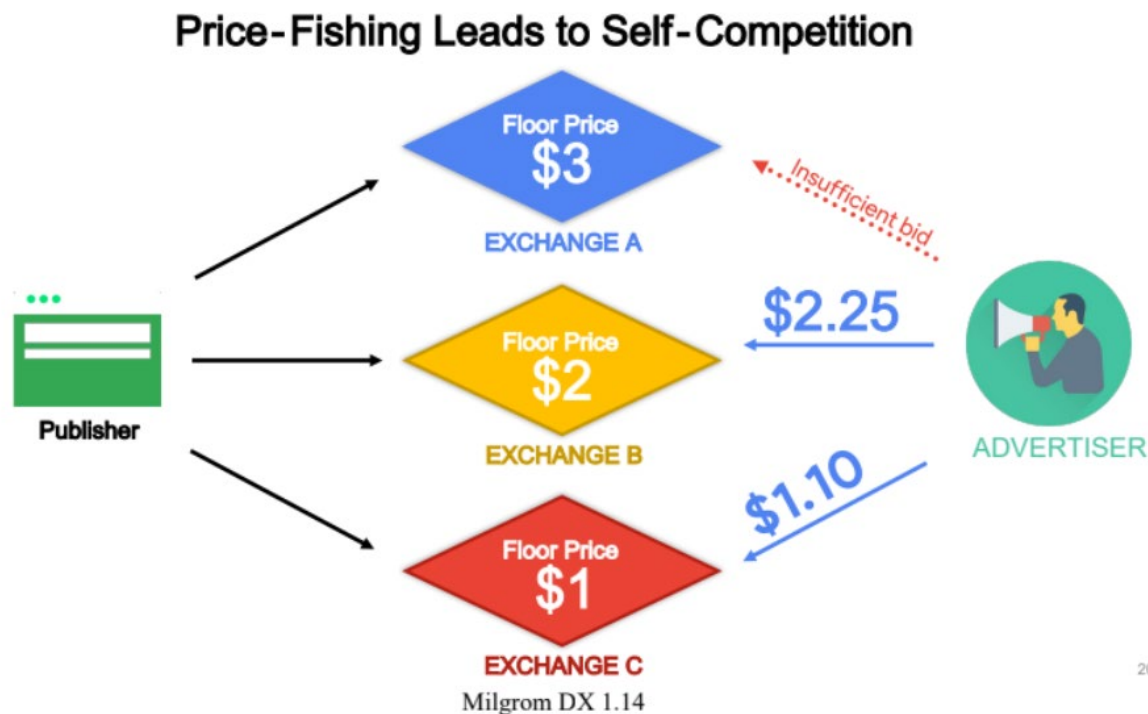 Price-Fishing Leads to Self-Competition
Floor Price
$3
EXCHANGE A
Insufficient bid
Floor Price
$2
EXCHANGE B
$2.25
Publisher
ADVERTISER
Floor Price
$1
EXCHANGE C
$1.10
Milgrom DX 1.14